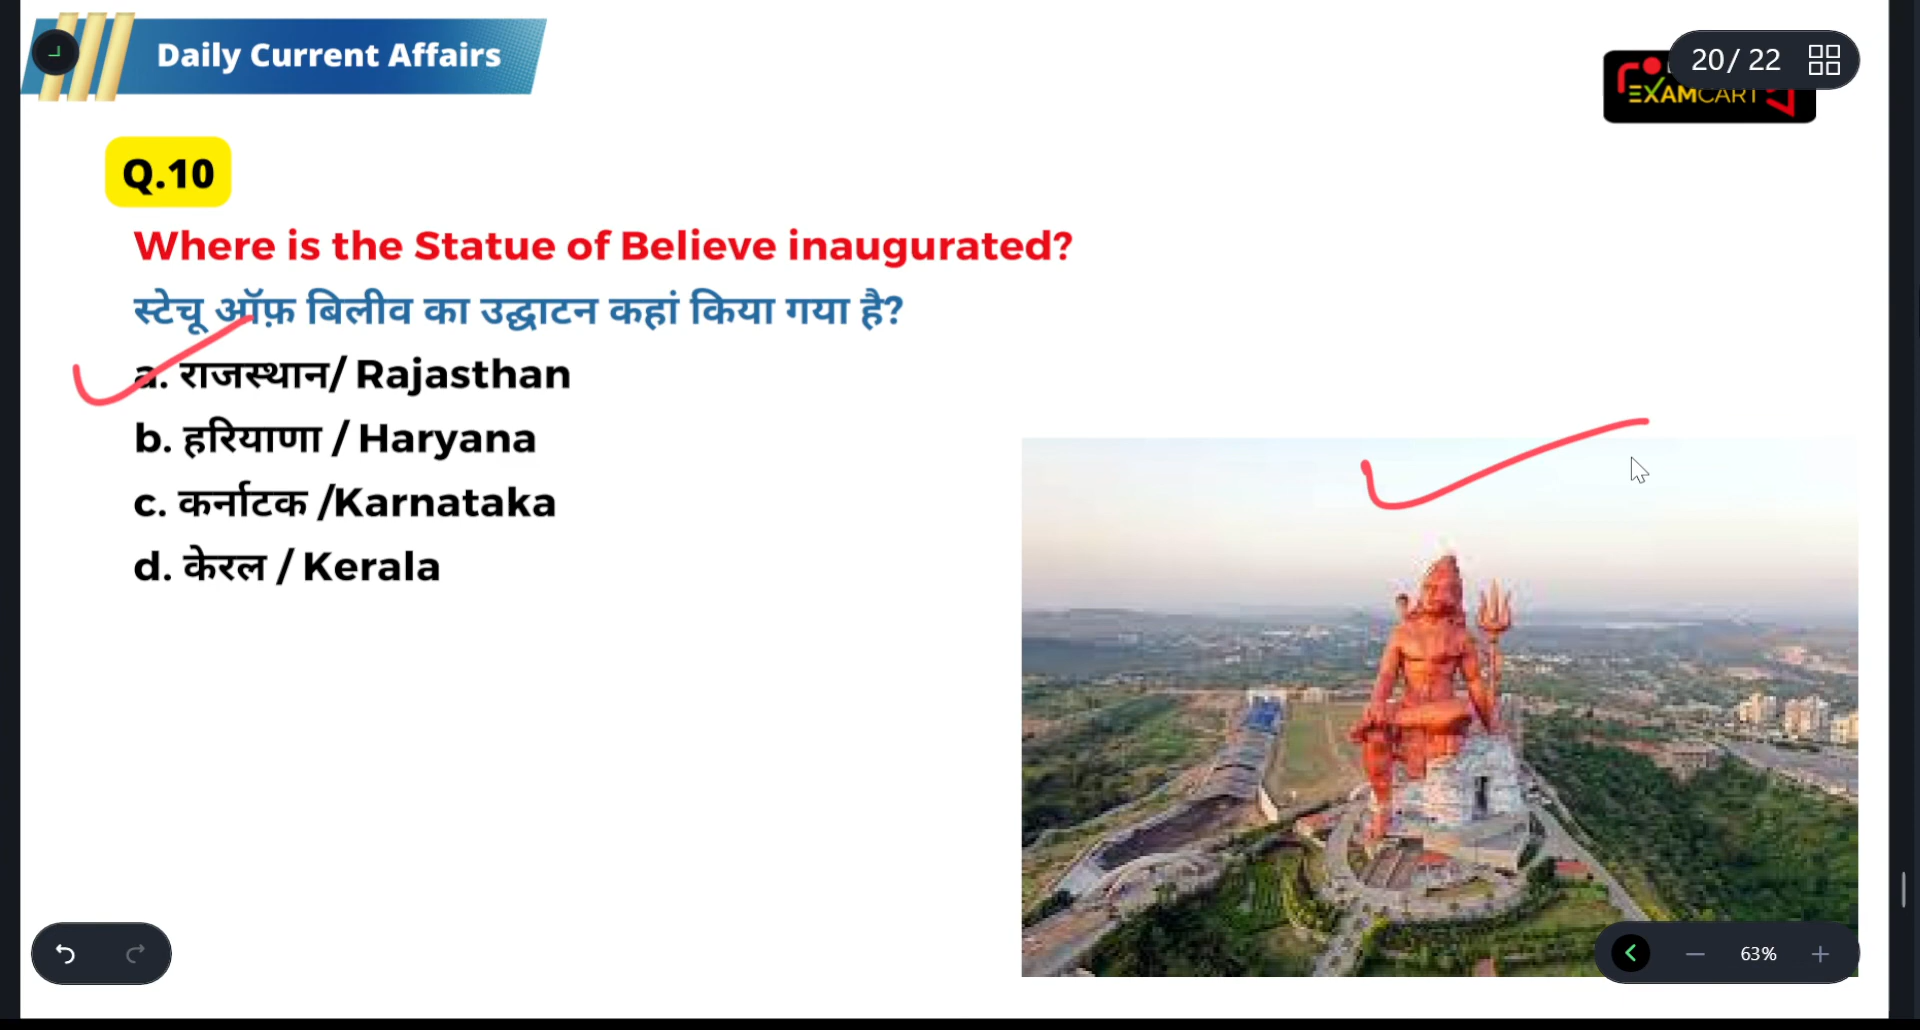 Daily Current Affairs
20/ 22
EXAMCART
Q.10
Where is the Statue of Believe inaugurated?
स्टेचू ऑफ़ बिलीव का उद्घाटन कहां किया गया है?
a. राजस्थान/ Rajasthan
b. हरियाणा / Haryana
c. कर्नाटक /Karnataka
d. केरल / Kerala
63%